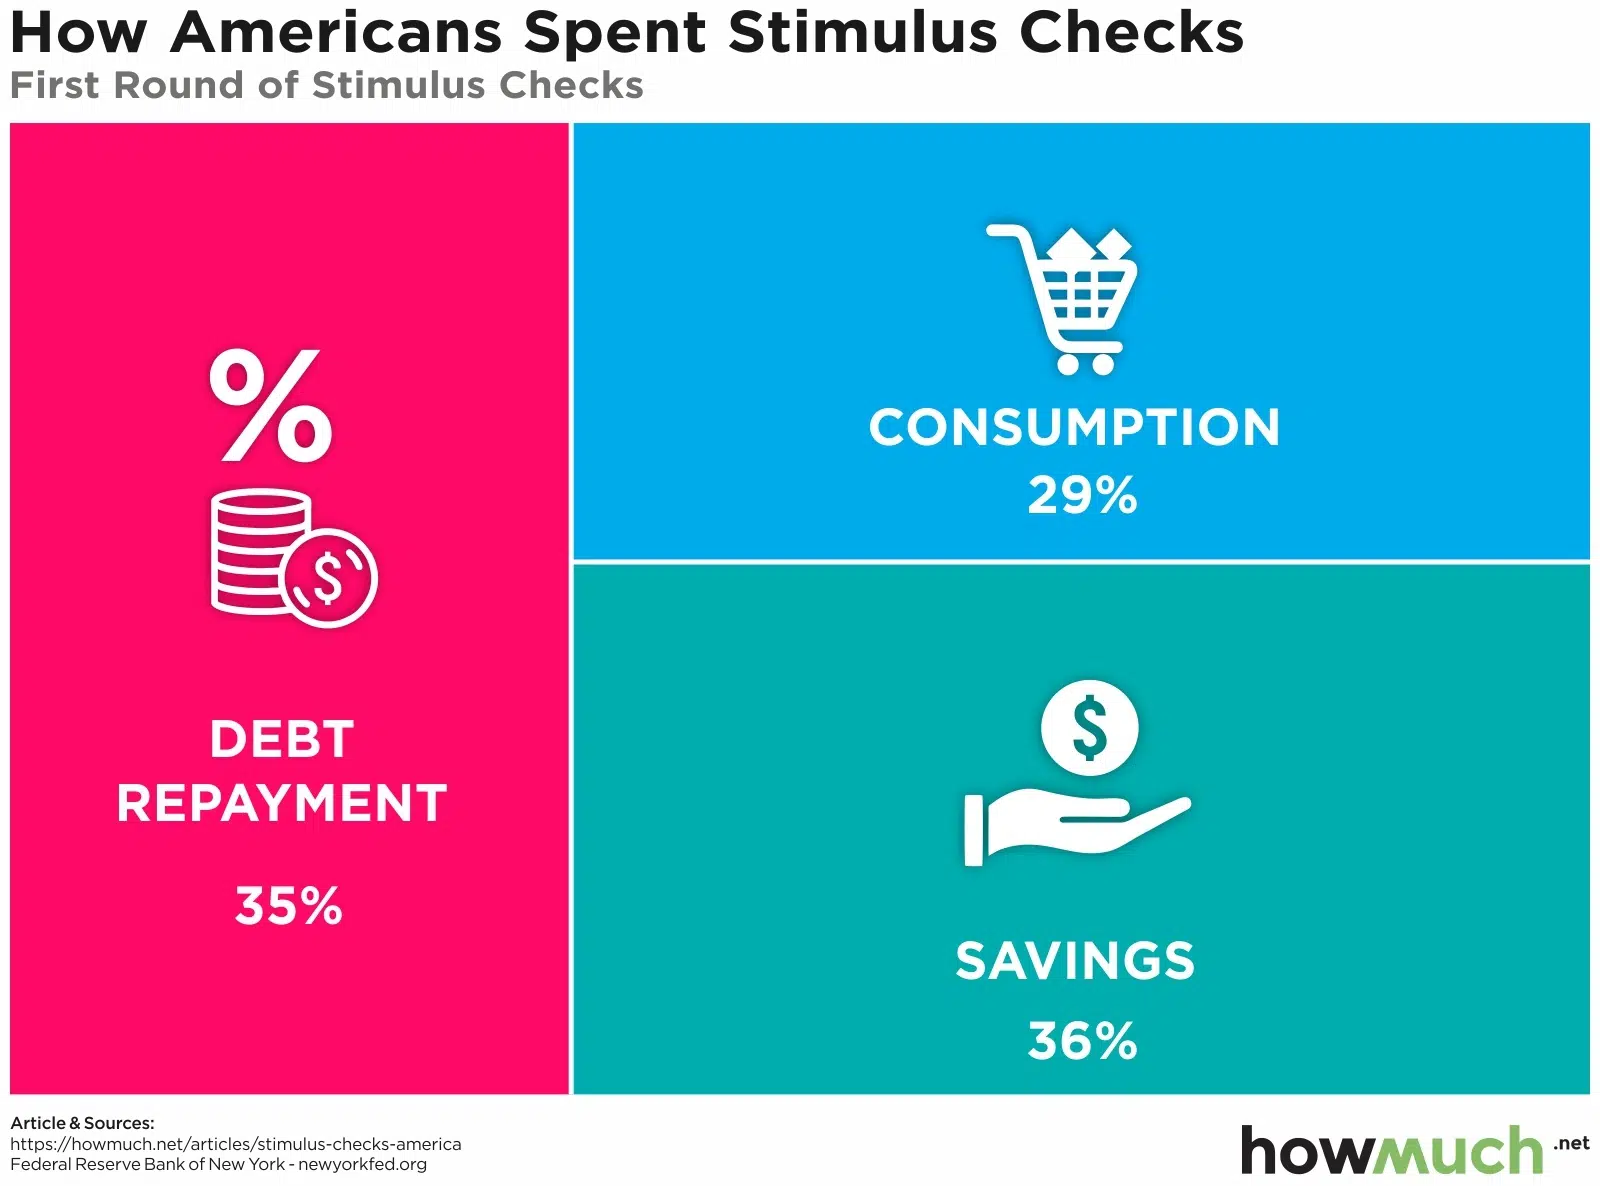 How Americans Spent Stimulus Checks
First Round of Stimulus Checks
%
$
DEBT
REPAYMENT
35%
CONSUMPTION
29%
$
SAVINGS
36%
Article & Sources:
https://howmuch.net/articles/stimulus-checks-america
Federal Reserve Bank of New York - newyorkfed.org
howmuch.net